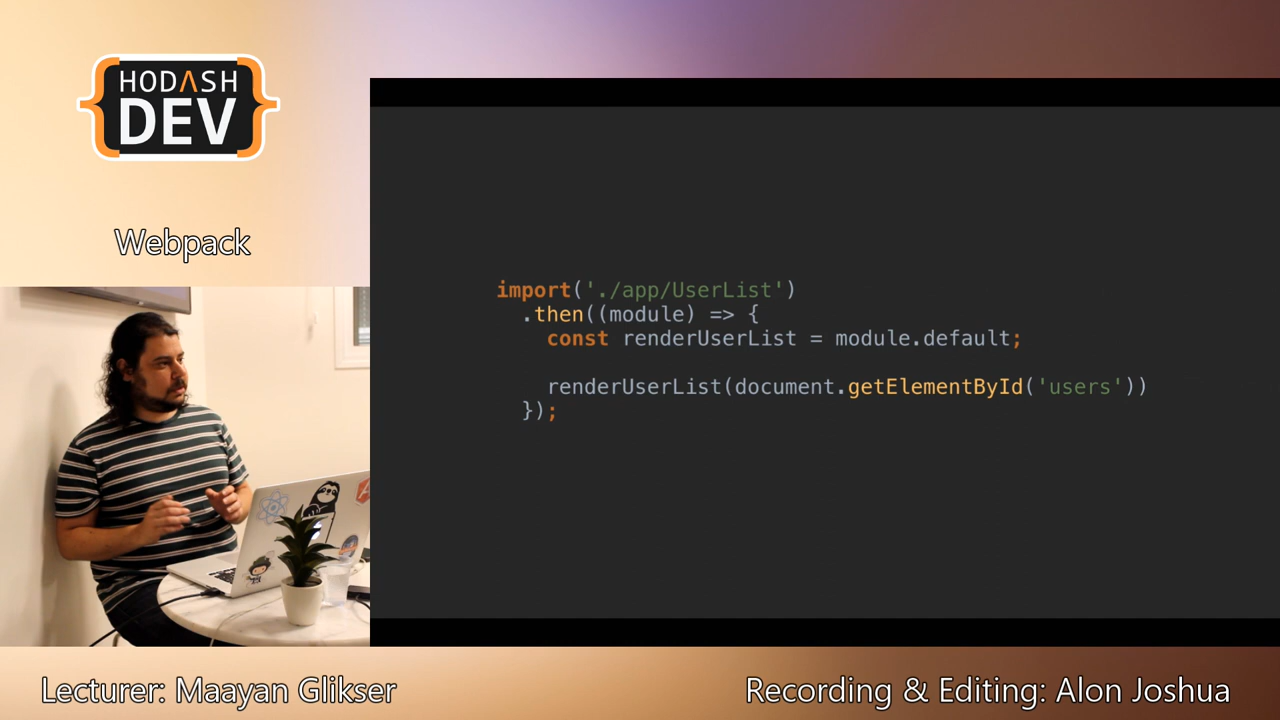 HODASH
DEV
Webpack
import('./app/UserList')
.then((module) => {
const renderUserList = module.default;
renderUserList(document.getElementById('users'))
});
Lecturer: Maayan Glikser
Recording & Editing: Alon Joshua